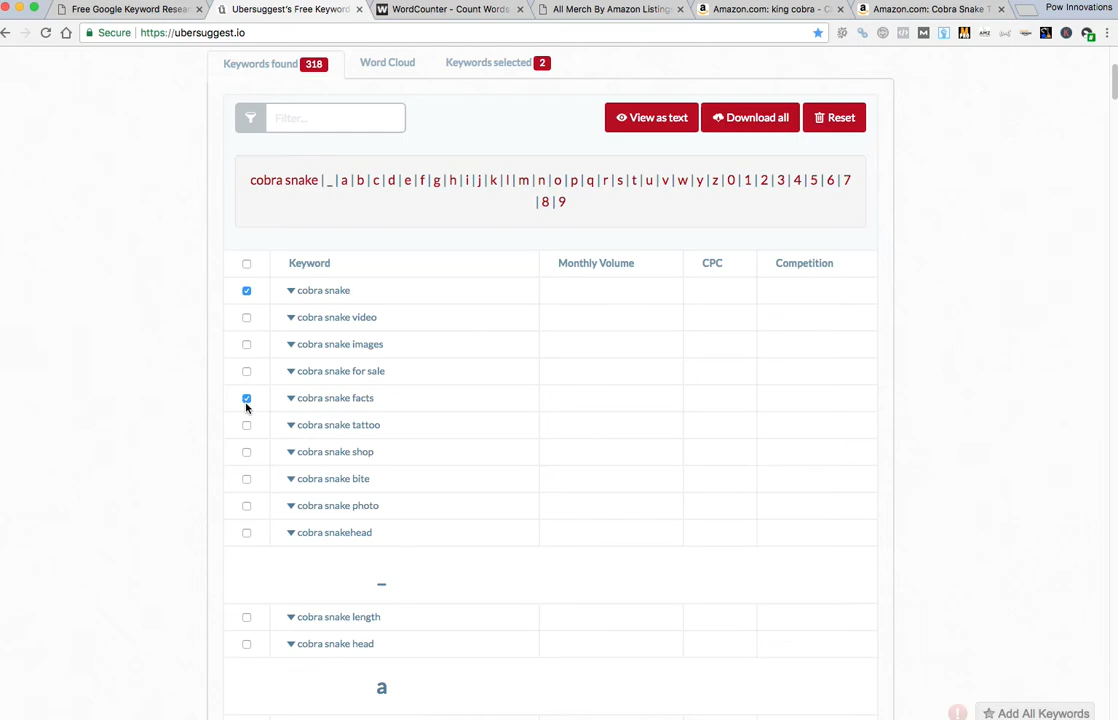 Free Google Keyword Resear
Ubersuggest's Free Keyword
WordCounter - Count Words
All Merch By Amazon Listing
Amazon.com: king cobra - C
Amazon.com: Cobra Snake T
Pow Innovations
Secure
https://ubersuggest.io
Keywords found 318
Word Cloud
Keywords selected 2
Filter...
View as text
Download all
Reset
cobra snake | _ | a | b | c | d | e | f | g | h | i | j | k | l | m | n | o | p | q | r | s | t | u | v | w | y | z | 0 | 1 | 2 | 3 | 4 | 5 | 6 | 7
| 8 | 9
Keyword Monthly Volume CPC Competition
cobra snake
cobra snake video
cobra snake images
cobra snake for sale
cobra snake facts
cobra snake tattoo
cobra snake shop
cobra snake bite
cobra snake photo
cobra snakehead
_
cobra snake length
cobra snake head
a
Add All Keywords